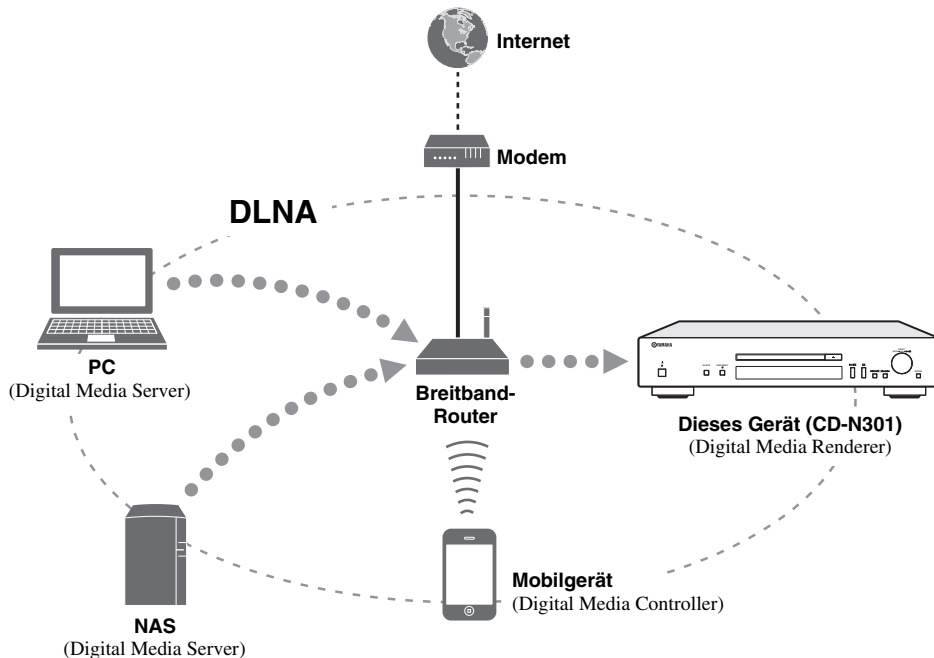 Internet
Modem
DLNA
PC
(Digital Media Server)
Breitband-
Router
YAMAHA
Dieses Gerät (CD-N301)
(Digital Media Renderer)
Mobilgerät
(Digital Media Controller)
NAS
(Digital Media Server)